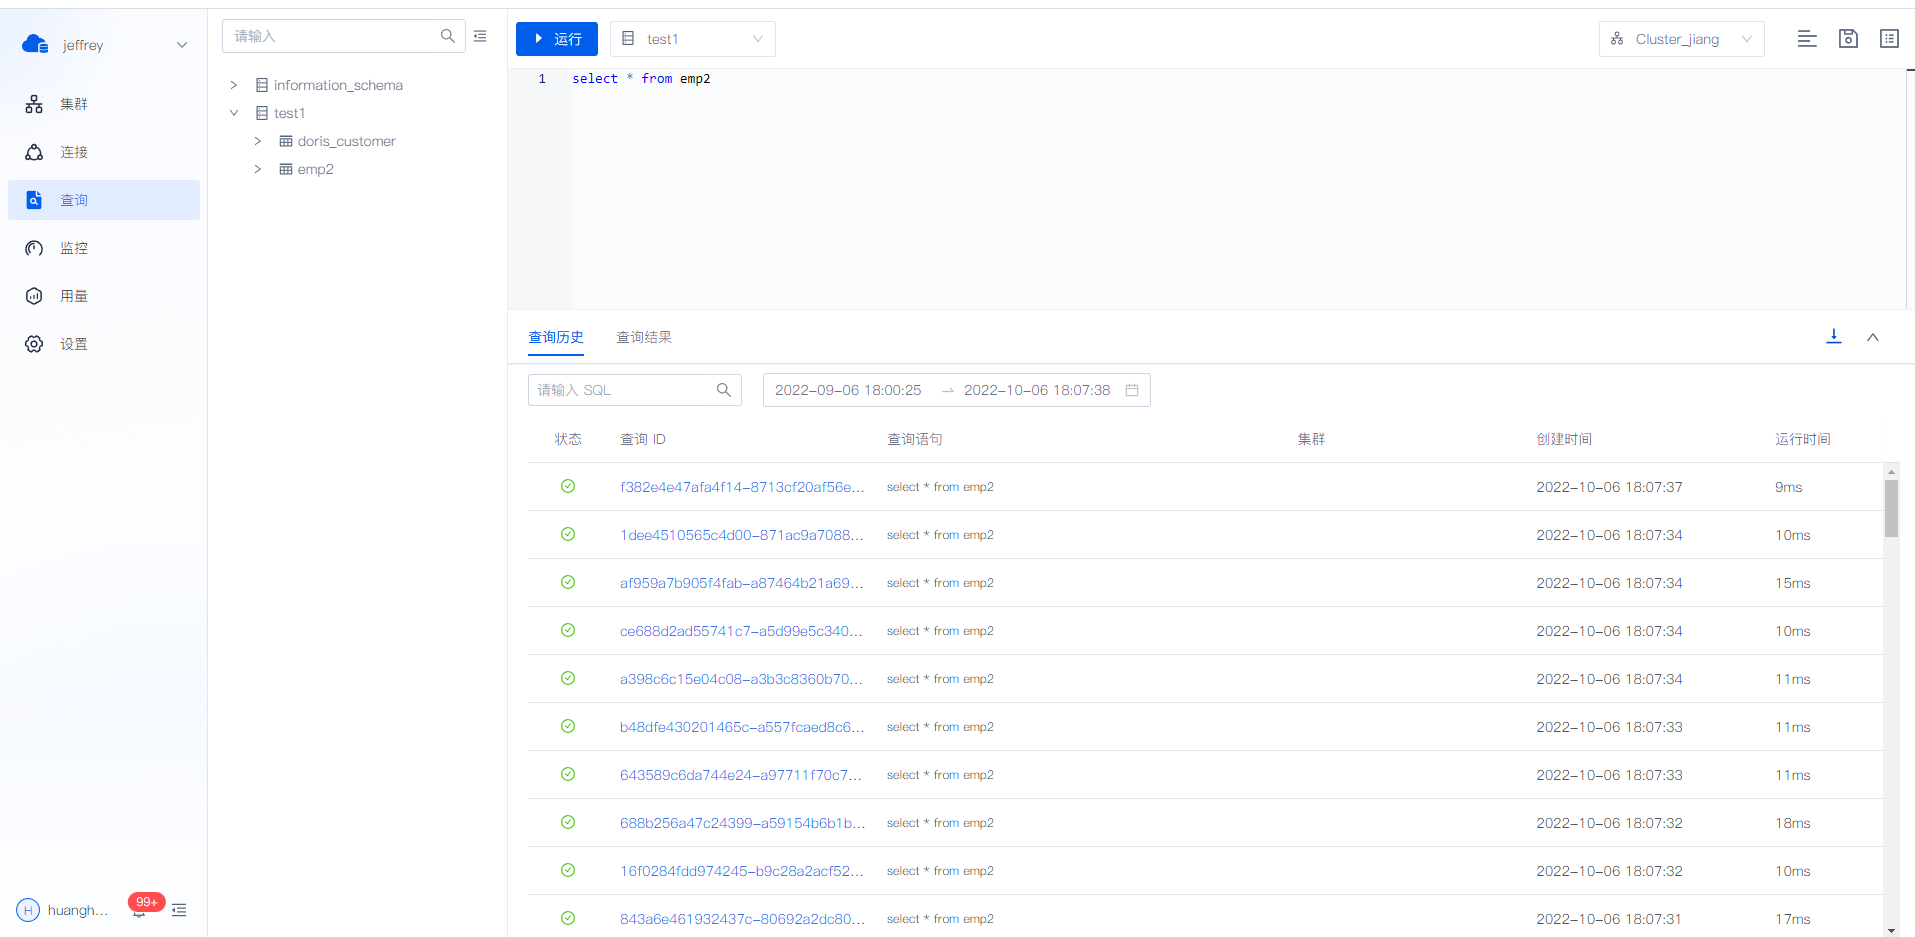 jeffrey
集群
连接
查询
监控
用量
设置
H huangh...
99+
请输入
information_schema
test1
doris_customer
emp2
运行
test1
Cluster_jiang
1 select * from emp2
查询历史 查询结果
请输入 SQL
2022-09-06 18:00:25 → 2022-10-06 18:07:38
状态 查询 ID 查询语句 集群 创建时间 运行时间
f382e4e47afa4f14-8713cf20af56e... select * from emp2 2022-10-06 18:07:37 9ms
1dee4510565c4d00-871ac9a7088... select * from emp2 2022-10-06 18:07:34 10ms
af959a7b905f4fab-a87464b21a69... select * from emp2 2022-10-06 18:07:34 15ms
ce688d2ad55741c7-a5d99e5c340... select * from emp2 2022-10-06 18:07:34 10ms
a398c6c15e04c08-a3b3c8360b70... select * from emp2 2022-10-06 18:07:34 11ms
b48dfe430201465c-a557fcaed8c6... select * from emp2 2022-10-06 18:07:33 11ms
643589c6da744e24-a97711f70c7... select * from emp2 2022-10-06 18:07:33 11ms
688b256a47c24399-a59154b6b1b... select * from emp2 2022-10-06 18:07:32 18ms
16f0284fdd974245-b9c28a2acf52... select * from emp2 2022-10-06 18:07:32 10ms
843a6e461932437c-80692a2dc80... select * from emp2 2022-10-06 18:07:31 17ms